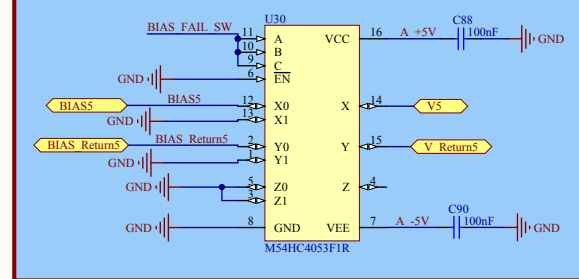 U30
BIAS_FAIL_SW 11 A VCC 16 A_+5V C88 100nF GND
10 B
9 C
GND 6 EN
BIAS5 BIAS5 12 X0 X 14 V5
GND 13 X1
BIAS_Return5 BIAS_Return5 2 Y0 Y 15 V_Return5
GND 1 Y1
GND 5 Z0 Z 4
3 Z1
GND 8 GND VEE 7 A_-5V C90 100nF GND
M54HC4053F1R